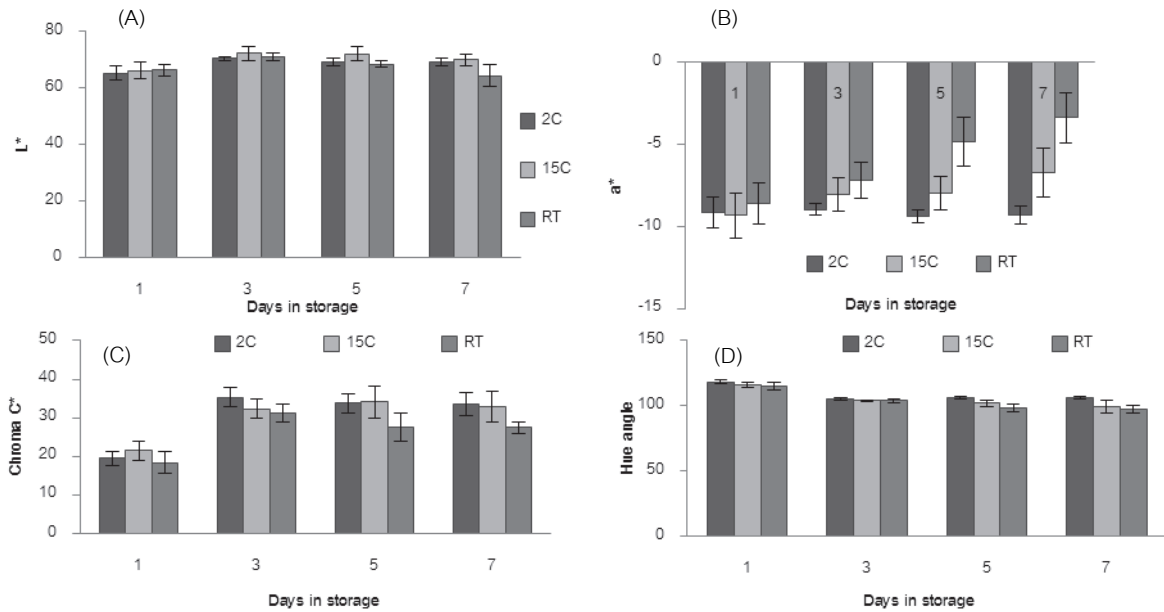 (A)
80
60
40
20
0
L*
1 3 5 7
Days in storage
2C
15C
RT
(B)
0
-5
-10
-15
a*
1 3 5 7
2C 15C RT
Days in storage
(C)
50
40
30
20
10
0
Chroma C*
2C 15C RT
1 3 5 7
Days in storage
(D)
150
100
50
0
Hue angle
2C 15C RT
1 3 5 7
Days in storage